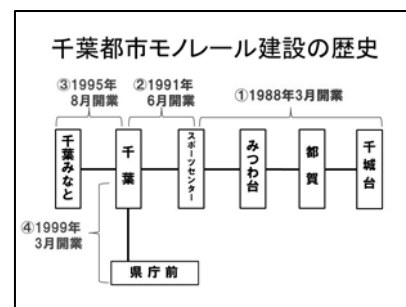 千葉都市モノレール建設の歴史
③1995年
8月開業
②1991年
6月開業
①1988年3月開業
千葉みなと
千葉
スポーツセンター
みつわ台
都賀
千城台
④1999年
3月開業
県庁前